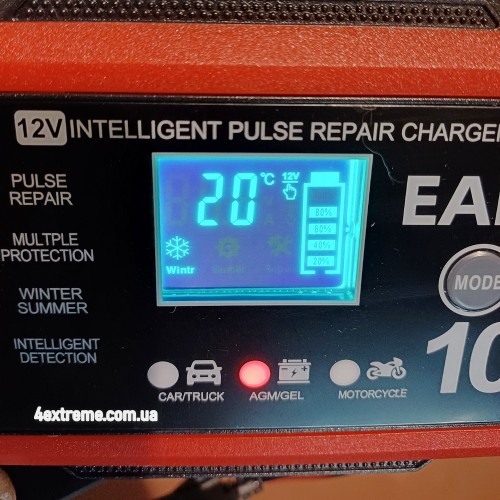 12V INTELLIGENT PULSE REPAIR CHARGER
PULSE
REPAIR
MULTPLE
PROTECTION
WINTER
SUMMER
INTELLIGENT
DETECTION
20 °C 12V
80%
60%
40%
20%
Wintr
EA
MODE
10
CAR/TRUCK
AGM/GEL
MOTORCYCLE
4extreme.com.ua